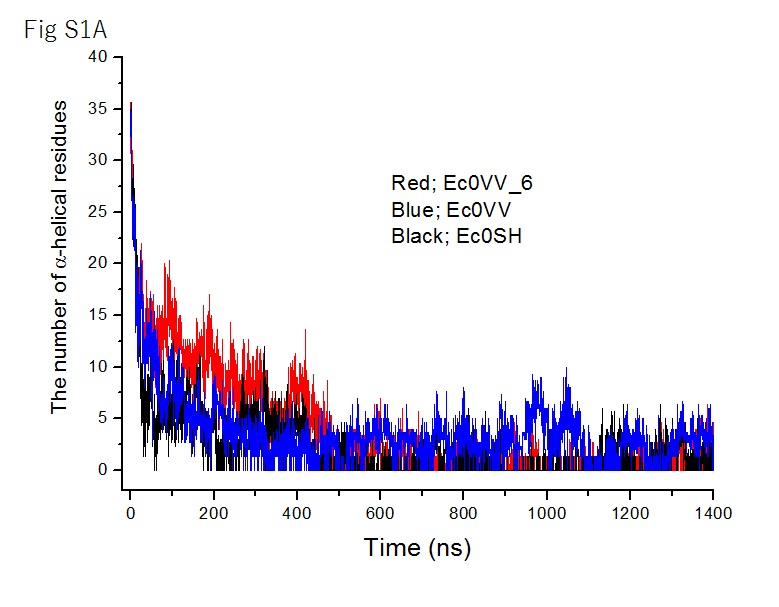 Fig S1A
40
35
30
25
20
15
10
5
0
The number of α-helical residues
Red; Ec0VV_6
Blue; Ec0VV
Black; Ec0SH
0 200 400 600 800 1000 1200 1400
Time (ns)